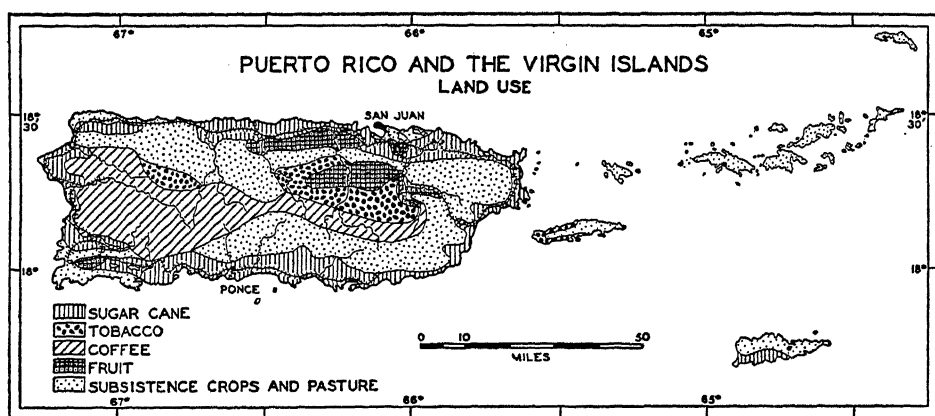 67° 66° 65°
PUERTO RICO AND THE VIRGIN ISLANDS
LAND USE
18°
30
SAN JUAN
18°
30
18°
18°
PONCE
SUGAR CANE
TOBACCO
COFFEE
FRUIT
SUBSISTENCE CROPS AND PASTURE
0 10 50
MILES
67° 66° 65°